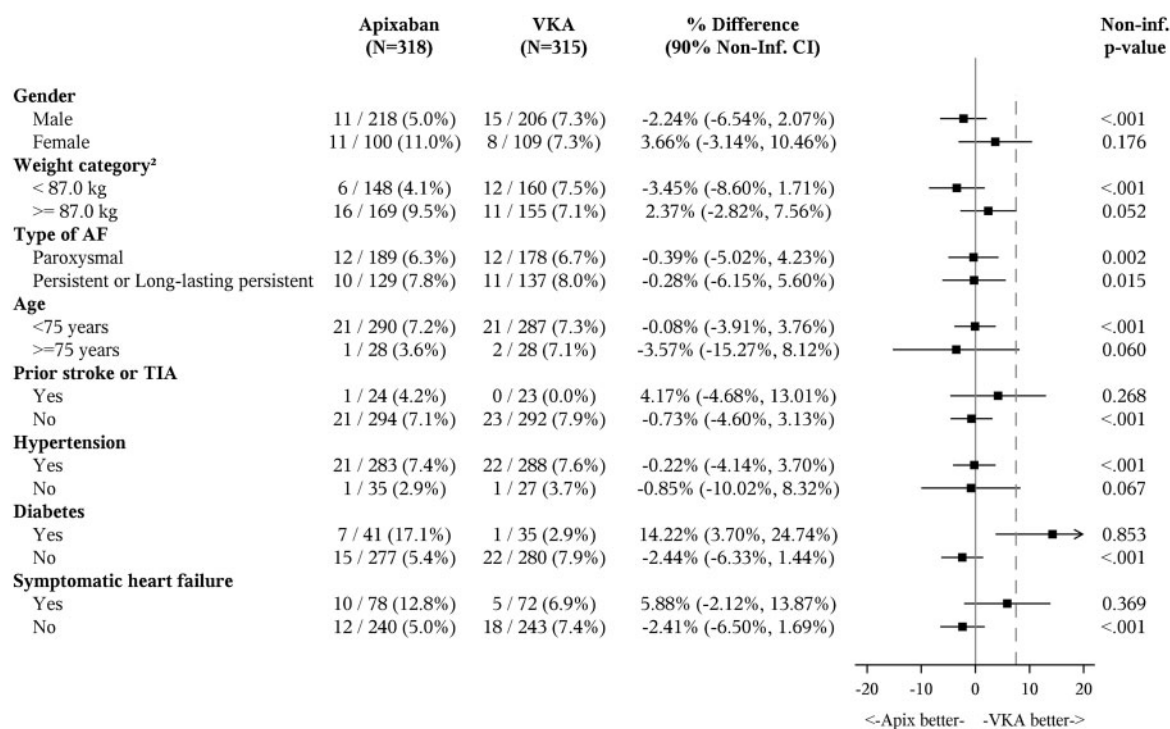 Apixaban VKA % Difference Non-inf.
(N=318) (N=315) (90% Non-Inf. CI) p-value
Gender
Male 11 / 218 (5.0%) 15 / 206 (7.3%) -2.24% (-6.54%, 2.07%) <.001
Female 11 / 100 (11.0%) 8 / 109 (7.3%) 3.66% (-3.14%, 10.46%) 0.176
Weight category²
< 87.0 kg 6 / 148 (4.1%) 12 / 160 (7.5%) -3.45% (-8.60%, 1.71%) <.001
>= 87.0 kg 16 / 169 (9.5%) 11 / 155 (7.1%) 2.37% (-2.82%, 7.56%) 0.052
Type of AF
Paroxysmal 12 / 189 (6.3%) 12 / 178 (6.7%) -0.39% (-5.02%, 4.23%) 0.002
Persistent or Long-lasting persistent 10 / 129 (7.8%) 11 / 137 (8.0%) -0.28% (-6.15%, 5.60%) 0.015
Age
<75 years 21 / 290 (7.2%) 21 / 287 (7.3%) -0.08% (-3.91%, 3.76%) <.001
>=75 years 1 / 28 (3.6%) 2 / 28 (7.1%) -3.57% (-15.27%, 8.12%) 0.060
Prior stroke or TIA
Yes 1 / 24 (4.2%) 0 / 23 (0.0%) 4.17% (-4.68%, 13.01%) 0.268
No 21 / 294 (7.1%) 23 / 292 (7.9%) -0.73% (-4.60%, 3.13%) <.001
Hypertension
Yes 21 / 283 (7.4%) 22 / 288 (7.6%) -0.22% (-4.14%, 3.70%) <.001
No 1 / 35 (2.9%) 1 / 27 (3.7%) -0.85% (-10.02%, 8.32%) 0.067
Diabetes
Yes 7 / 41 (17.1%) 1 / 35 (2.9%) 14.22% (3.70%, 24.74%) 0.853
No 15 / 277 (5.4%) 22 / 280 (7.9%) -2.44% (-6.33%, 1.44%) <.001
Symptomatic heart failure
Yes 10 / 78 (12.8%) 5 / 72 (6.9%) 5.88% (-2.12%, 13.87%) 0.369
No 12 / 240 (5.0%) 18 / 243 (7.4%) -2.41% (-6.50%, 1.69%) <.001
-20 -10 0 10 20
<-Apix better- -VKA better->